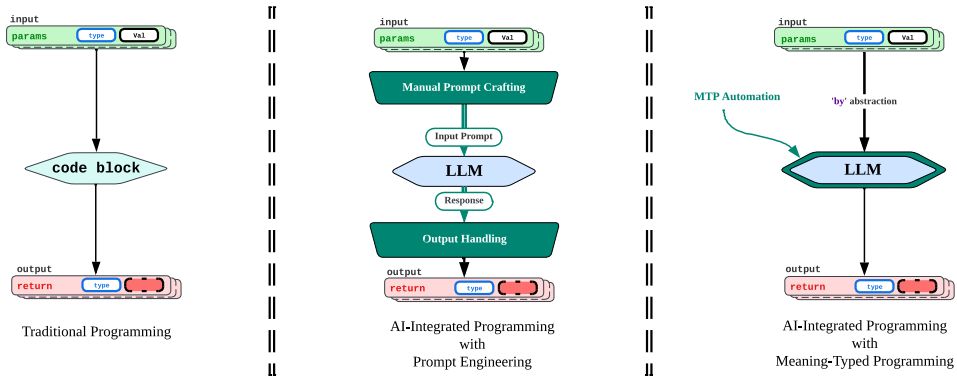 input
params type Val
code block
output
return type
Traditional Programming
input
params type Val
Manual Prompt Crafting
Input Prompt
LLM
Response
Output Handling
output
return type
AI-Integrated Programming
with
Prompt Engineering
input
params type Val
MTP Automation
'by' abstraction
LLM
output
return type
AI-Integrated Programming
with
Meaning-Typed Programming